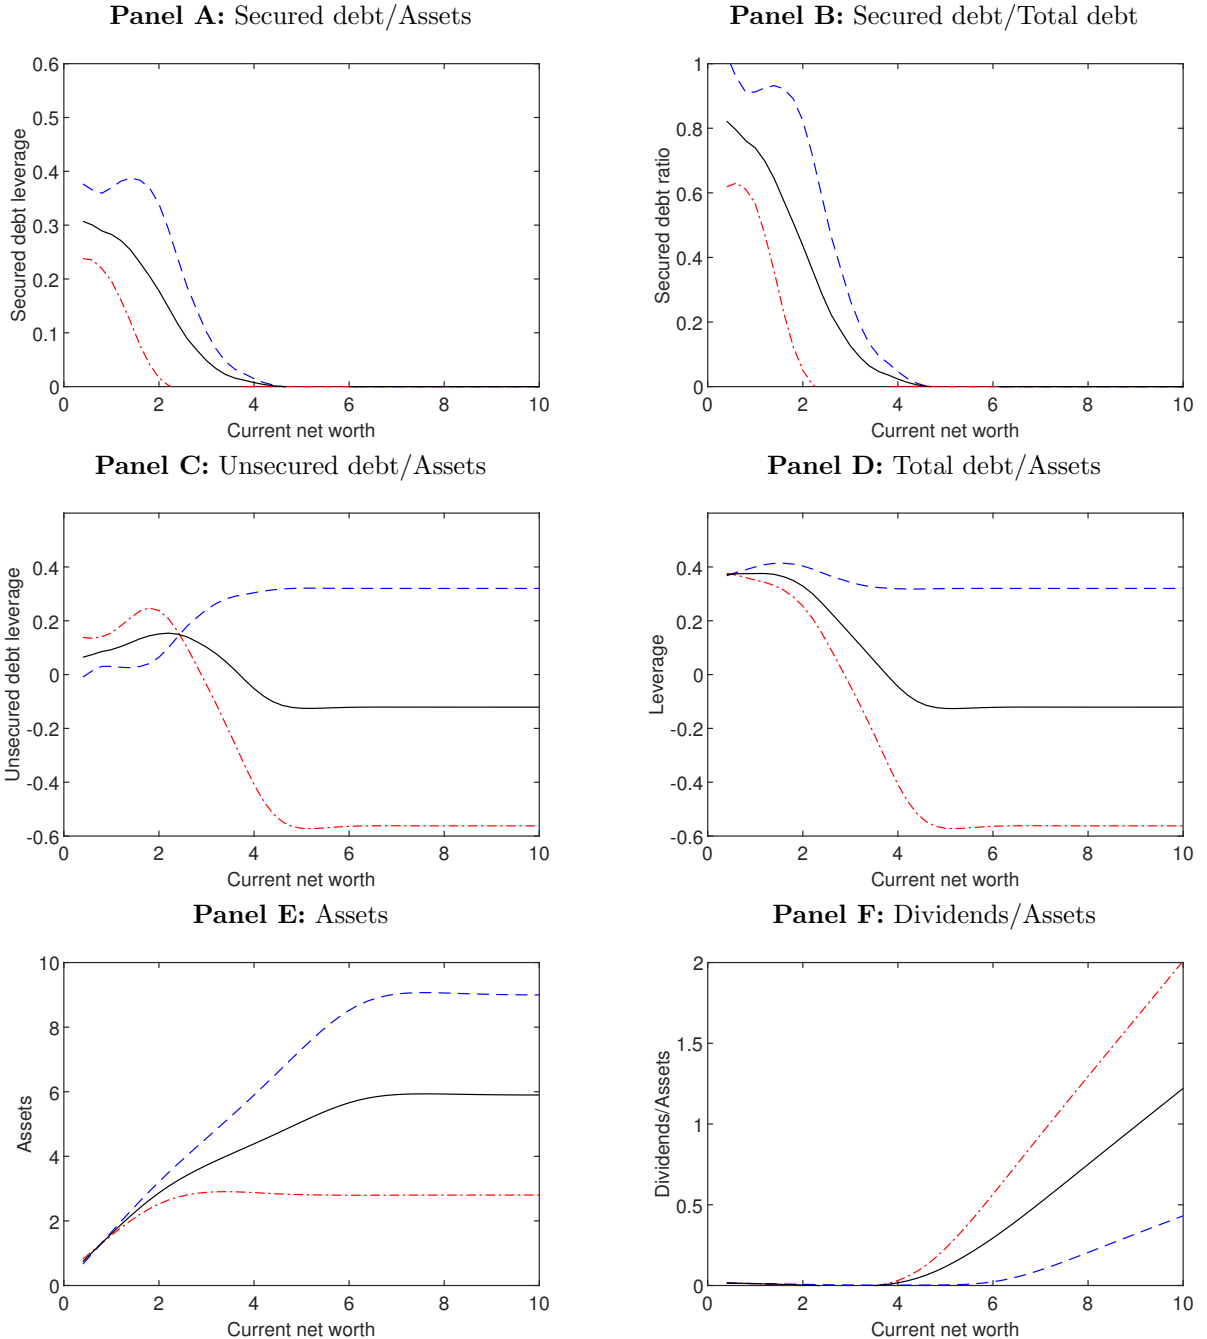 Panel A: Secured debt/Assets
0.6
0.5
0.4
0.3
0.2
0.1
0
Secured debt leverage
0 2 4 6 8 10
Current net worth
Panel B: Secured debt/Total debt
1
0.8
0.6
0.4
0.2
0
Secured debt ratio
0 2 4 6 8 10
Current net worth
Panel C: Unsecured debt/Assets
0.4
0.2
0
-0.2
-0.4
-0.6
Unsecured debt leverage
0 2 4 6 8 10
Current net worth
Panel D: Total debt/Assets
0.4
0.2
0
-0.2
-0.4
-0.6
Leverage
0 2 4 6 8 10
Current net worth
Panel E: Assets
10
8
6
4
2
0
Assets
0 2 4 6 8 10
Current net worth
Panel F: Dividends/Assets
2
1.5
1
0.5
0
Dividends/Assets
0 2 4 6 8 10
Current net worth